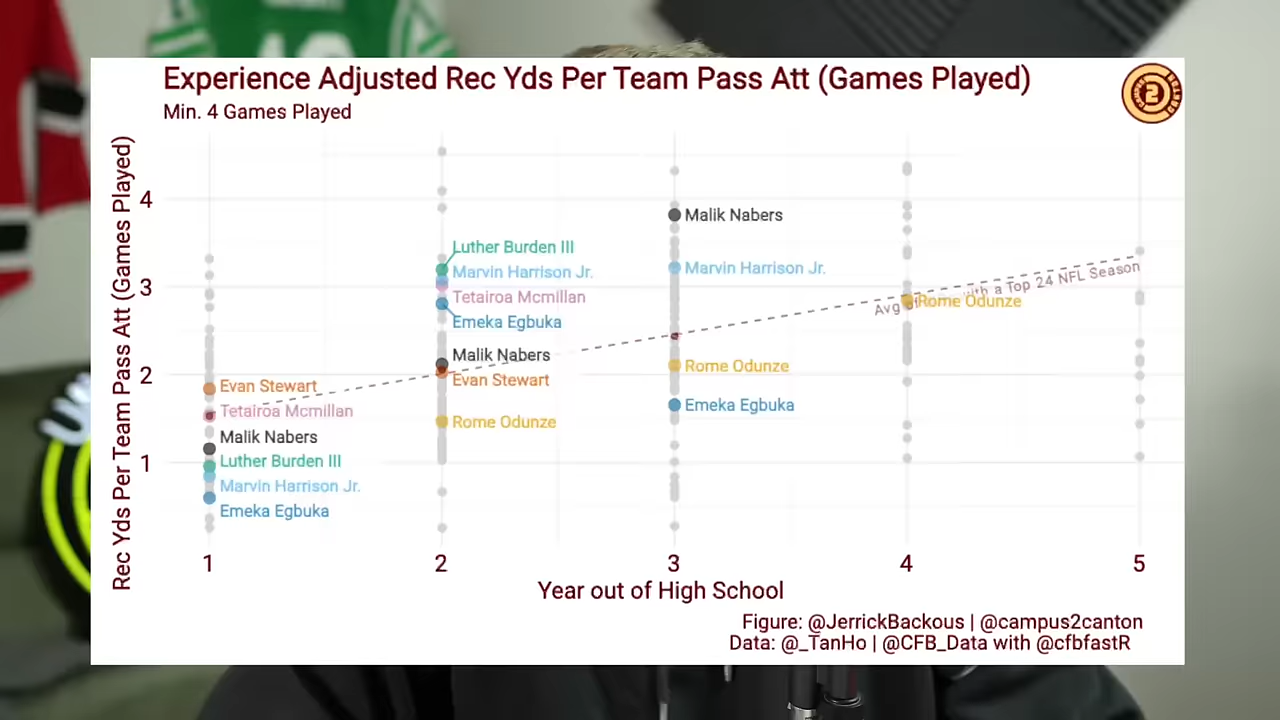 Experience Adjusted Rec Yds Per Team Pass Att (Games Played)
Min. 4 Games Played
2
Rec Yds Per Team Pass Att (Games Played)
4
3
2
1
Luther Burden III
Marvin Harrison Jr.
Tetairoa Mcmillan
Emeka Egbuka
Malik Nabers
Evan Stewart
Rome Odunze
Evan Stewart
Tetairoa Mcmillan
Malik Nabers
Luther Burden III
Marvin Harrison Jr.
Emeka Egbuka
Malik Nabers
Marvin Harrison Jr.
Rome Odunze
Emeka Egbuka
Avg with a Top 24 NFL Season
Rome Odunze
1 2 3 4 5
Year out of High School
Figure: @JerrickBackous | @campus2canton
Data: @_TanHo | @CFB_Data with @cfbfastR